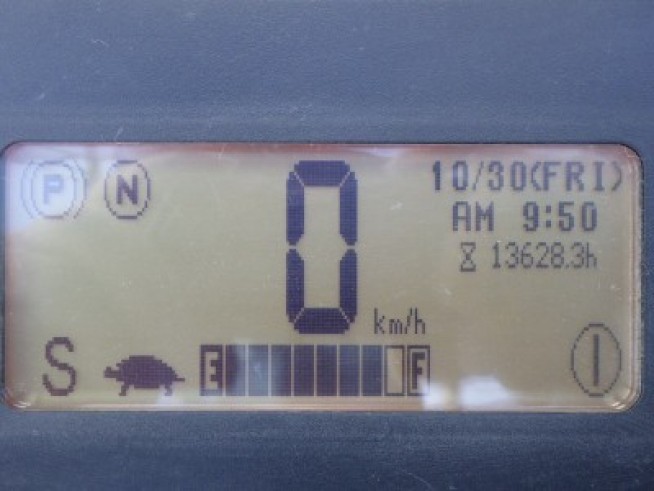 P N
10/30(FRI)
AM 9:50
13628.3h
0 km/h
S
E F